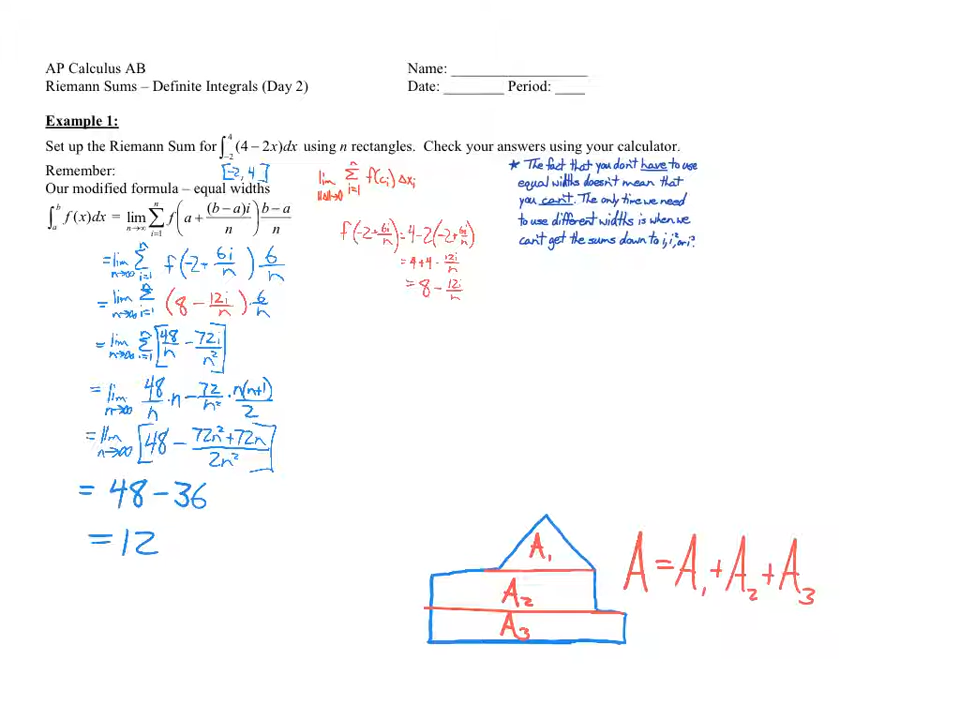 AP Calculus AB
Name: ____________________
Riemann Sums – Definite Integrals (Day 2)
Date: _________ Period: ____
Example 1:
Set up the Riemann Sum for ∫_{-2}^{4} (4 – 2x)dx using n rectangles. Check your answers using your calculator.
Remember:
[-2, 4]
Our modified formula – equal widths
∫_a^b f(x)dx = lim_{n→∞} Σ_{i=1}^{n} f(a + (b – a)i/n) b – a/n
= lim_{n→∞} Σ_{i=1}^{n} f(-2 + 6i/n) · 6/n
= lim_{n→∞} Σ_{i=1}^{n} (8 – 12i/n) · 6/n
= lim_{n→∞} Σ_{i=1}^{n} [48/n – 72i/n²]
= lim_{n→∞} 48/n · n – 72/n² · n(n+1)/2
= lim_{n→∞} [48 – 72n²+72n/2n²]
= 48 – 36
= 12
lim_{||Δ||→0} Σ_{i=1}^{n} f(c_i) Δx_i
f(-2 + 6i/n) = 4 – 2(-2 + 6i/n)
= 4 + 4 - 12i/n
= 8 – 12i/n
★ The fact that you don't have to use
equal widths doesn't mean that
you can't. The only time we need
to use different widths is when we
can't get the sums down to i, i², or i³
A₁
A₂
A₃
A = A₁ + A₂ + A₃